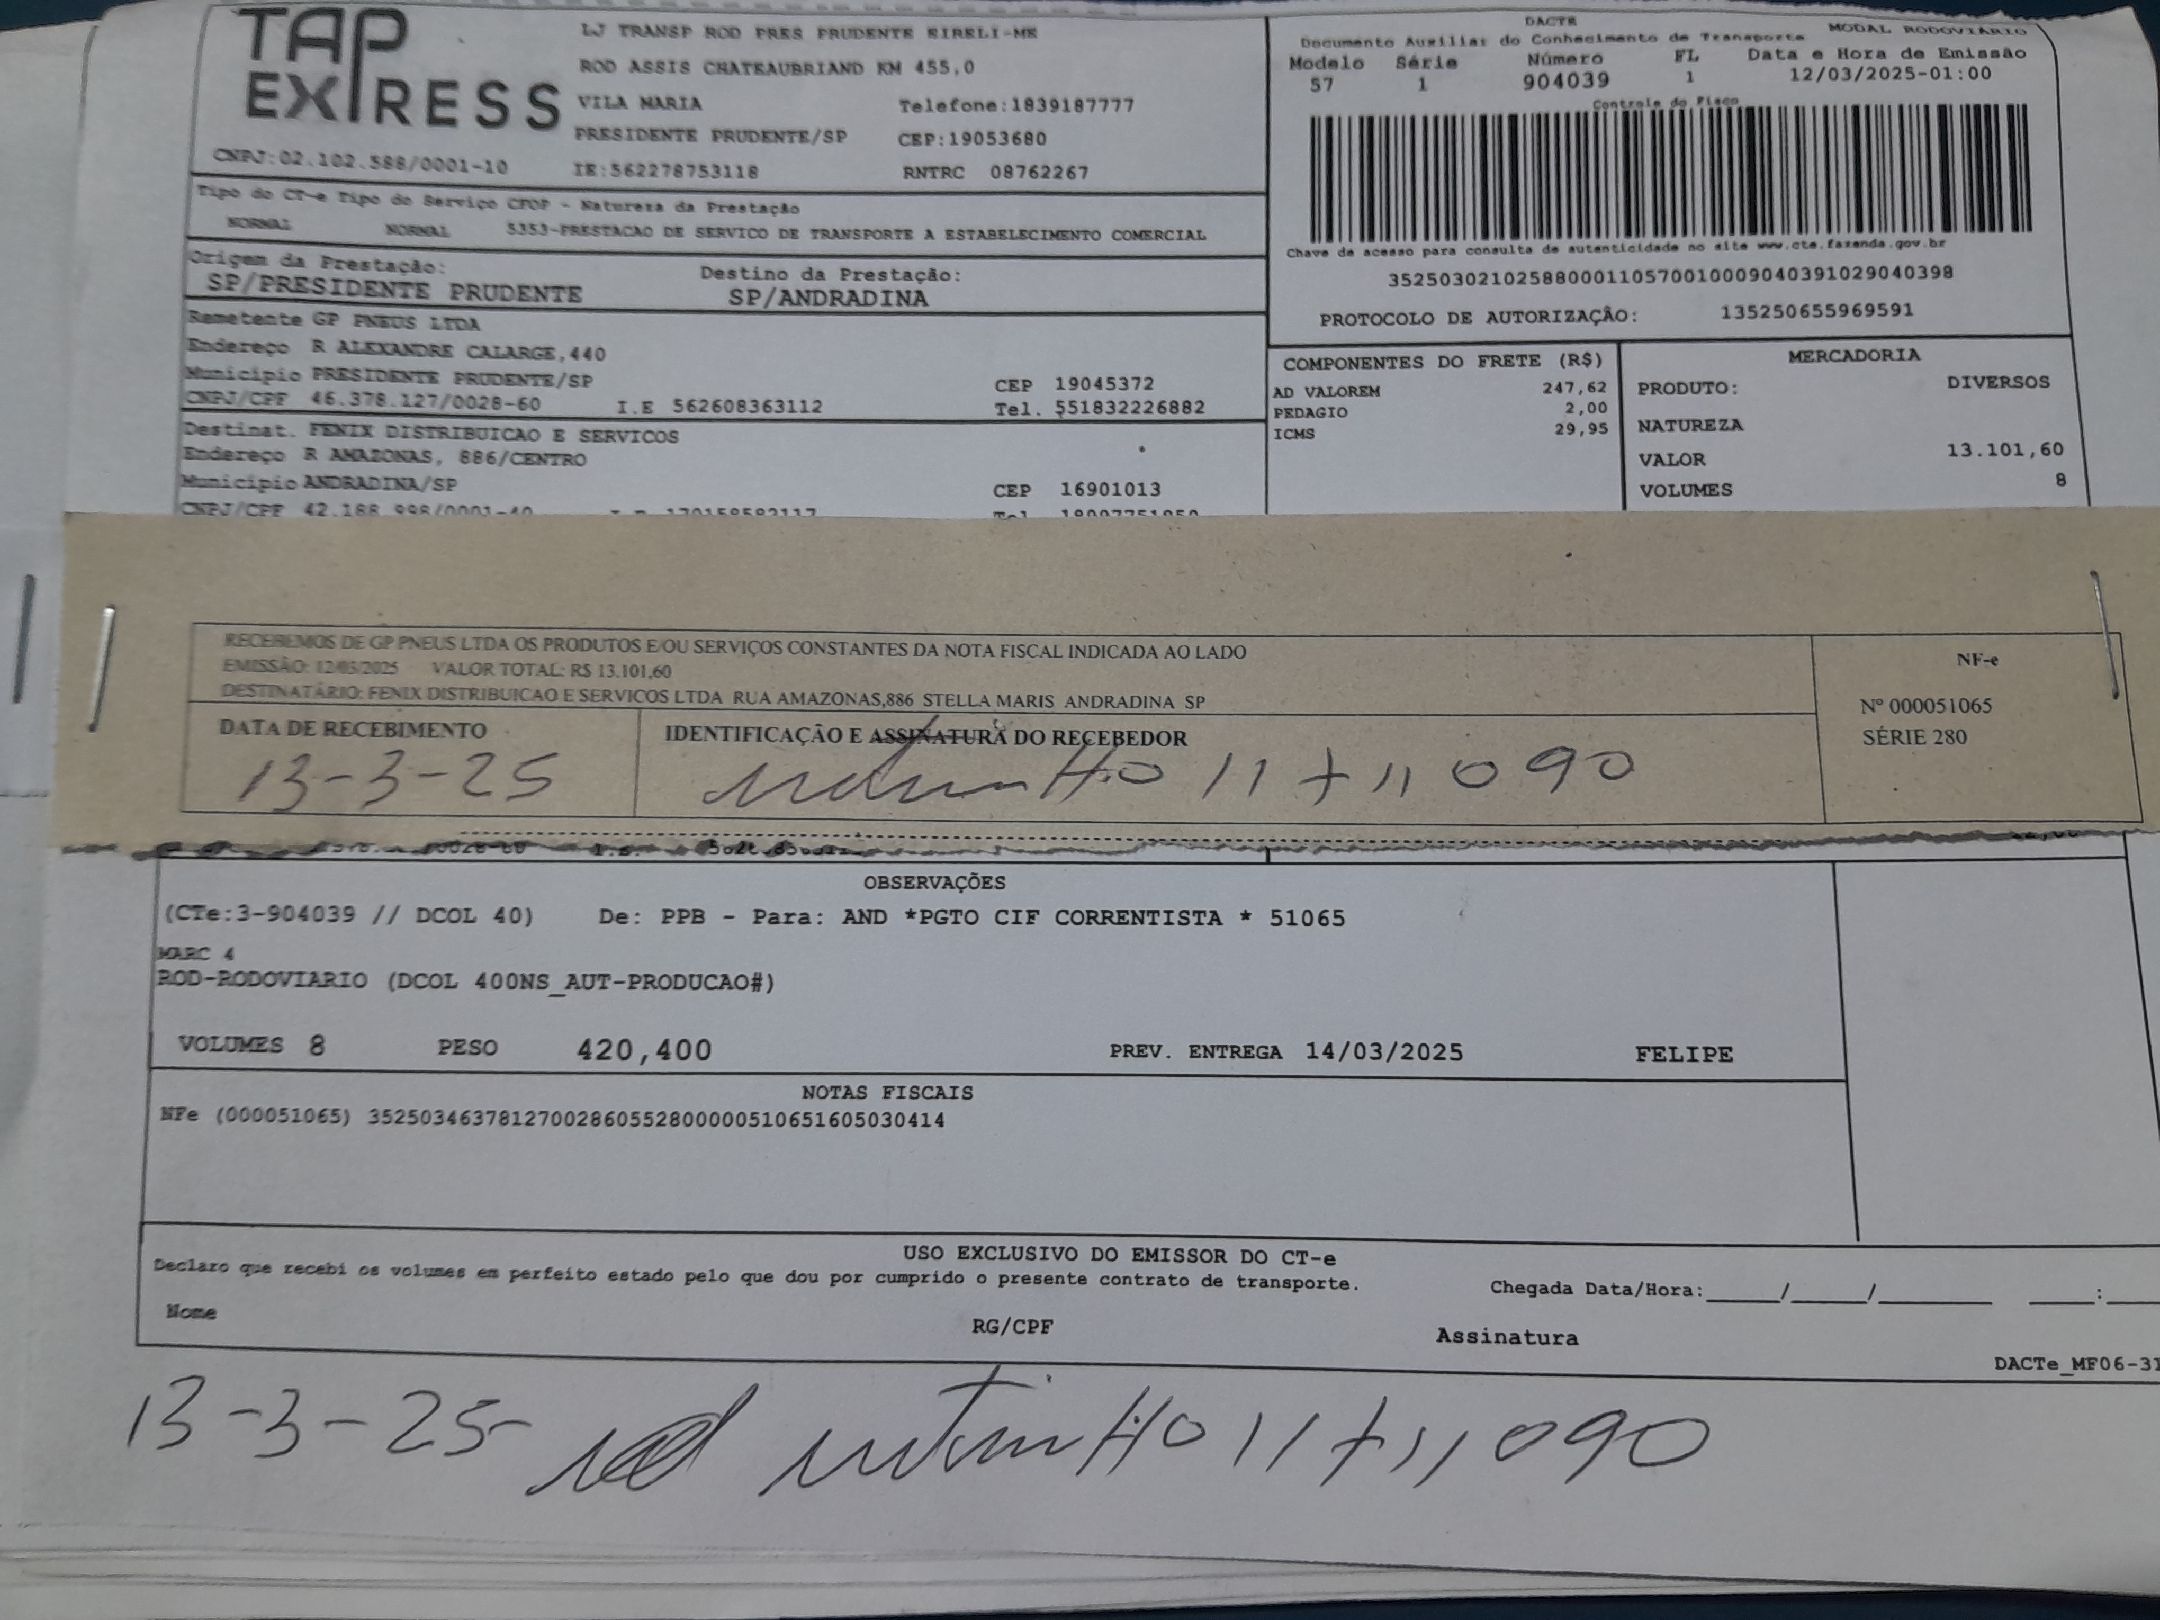 TAP
EXPRESS
LJ TRANSP ROD PRES PRUDENTE EIRELI-ME
ROD ASSIS CHATEAUBRIAND KM 455,0
VILA MARIA Telefone:1839187777
PRESIDENTE PRUDENTE/SP CEP:19053680
CNPJ:02.102.588/0001-10 IE:562278753118 RNTRC 08762267
DACTE
Documento Auxiliar do Conhecimento de Transporte MODAL RODOVIÁRIO
Modelo Série Número FL Data e Hora de Emissão
57 1 904039 1 12/03/2025-01:00
Controle do Fisco
Chave de acesso para consulta de autenticidade no site www.cte.fazenda.gov.br
35250302102588000110570010009040391029040398
PROTOCOLO DE AUTORIZAÇÃO: 135250655969591
Tipo do CT-e Tipo do Serviço CFOP - Natureza da Prestação
NORMAL NORMAL 5353-PRESTACAO DE SERVICO DE TRANSPORTE A ESTABELECIMENTO COMERCIAL
Origem da Prestação: Destino da Prestação:
SP/PRESIDENTE PRUDENTE SP/ANDRADINA
Remetente GP PNEUS LTDA
Endereço R ALEXANDRE CALARGE,440
Município PRESIDENTE PRUDENTE/SP CEP 19045372
CNPJ/CPF 46.378.127/0028-60 I.E 562608363112 Tel. 551832226882
Destinat. FENIX DISTRIBUICAO E SERVICOS
Endereço R AMAZONAS, 886/CENTRO
Município ANDRADINA/SP CEP 16901013
CNPJ/CPF 42.188.998/0001-40
COMPONENTES DO FRETE (R$)
AD VALOREM 247,62
PEDAGIO 2,00
ICMS 29,95
MERCADORIA
PRODUTO: DIVERSOS
NATUREZA
VALOR 13.101,60
VOLUMES 8
RECEBEMOS DE GP PNEUS LTDA OS PRODUTOS E/OU SERVIÇOS CONSTANTES DA NOTA FISCAL INDICADA AO LADO
EMISSÃO: 12/03/2025 VALOR TOTAL: R$ 13.101,60
DESTINATÁRIO: FENIX DISTRIBUICAO E SERVICOS LTDA RUA AMAZONAS,886 STELLA MARIS ANDRADINA SP
DATA DE RECEBIMENTO IDENTIFICAÇÃO E ASSINATURA DO RECEBEDOR
13-3-25
NF-e
Nº 000051065
SÉRIE 280
OBSERVAÇÕES
(CTe:3-904039 // DCOL 40) De: PPB - Para: AND *PGTO CIF CORRENTISTA * 51065
MARC 4
ROD-RODOVIARIO (DCOL 400NS_AUT-PRODUCAO#)
VOLUMES 8 PESO 420,400 PREV. ENTREGA 14/03/2025 FELIPE
NOTAS FISCAIS
NFe (000051065) 35250346378127002860552800000510651605030414
USO EXCLUSIVO DO EMISSOR DO CT-e
Declaro que recebi os volumes em perfeito estado pelo que dou por cumprido o presente contrato de transporte.
Chegada Data/Hora:_____/_____/________ ____:____
Nome RG/CPF Assinatura
DACTe_MF06-31
13-3-25